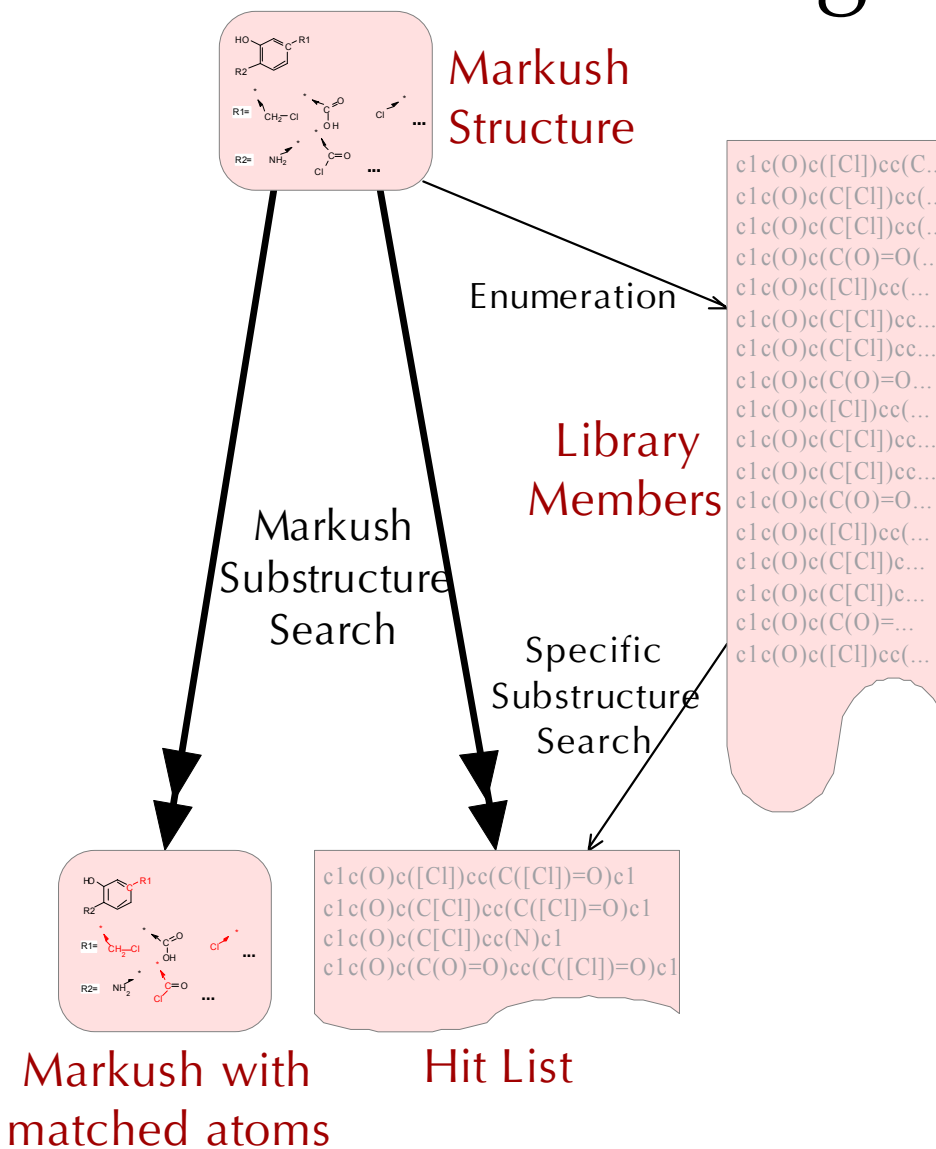 g
HO
R1
C
R2
Markush
Structure
R1=
* CH2–Cl
* C O OH
Cl *
...
R2=
NH2 *
* C=O Cl
...
Enumeration
c1c(O)c([Cl])cc(C..
c1c(O)c(C[Cl])cc(..
c1c(O)c(C[Cl])cc(..
c1c(O)c(C(O)=O(...
c1c(O)c([Cl])cc(...
c1c(O)c(C[Cl])cc...
c1c(O)c(C[Cl])cc...
c1c(O)c(C(O)=O...
c1c(O)c([Cl])cc(...
c1c(O)c(C[Cl])cc...
c1c(O)c(C[Cl])cc...
c1c(O)c(C(O)=O...
c1c(O)c([Cl])cc(...
c1c(O)c(C[Cl])c...
c1c(O)c(C[Cl])c...
c1c(O)c(C(O)=...
c1c(O)c([Cl])cc(...
Library
Members
Markush
Substructure
Search
Specific
Substructure
Search
HO
R1
C
R2
R1=
* CH2–Cl
* C O OH
Cl *
...
R2=
NH2 *
* C=O Cl
...
c1c(O)c([Cl])cc(C([Cl])=O)c1
c1c(O)c(C[Cl])cc(C([Cl])=O)c1
c1c(O)c(C[Cl])cc(N)c1
c1c(O)c(C(O)=O)cc(C([Cl])=O)c1
Markush with
matched atoms
Hit List